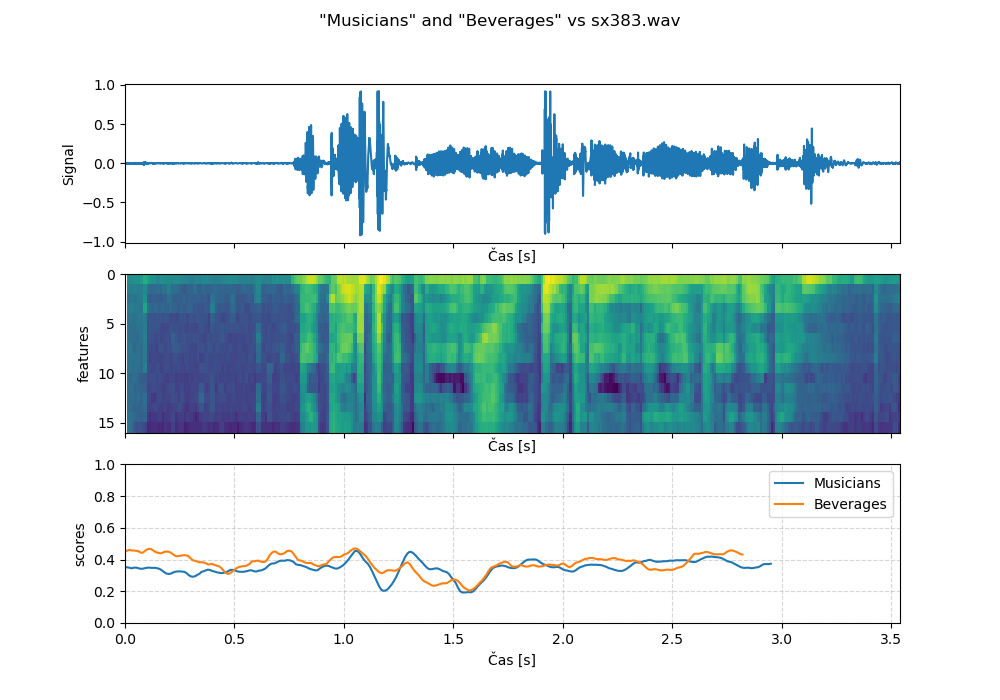 "Musicians" and "Beverages" vs sx383.wav
1.0
0.5
0.0
−0.5
−1.0
Signal
Čas [s]
0
5
10
15
features
Čas [s]
1.0
0.8
0.6
0.4
0.2
0.0
scores
Musicians
Beverages
0.0 0.5 1.0 1.5 2.0 2.5 3.0 3.5
Čas [s]